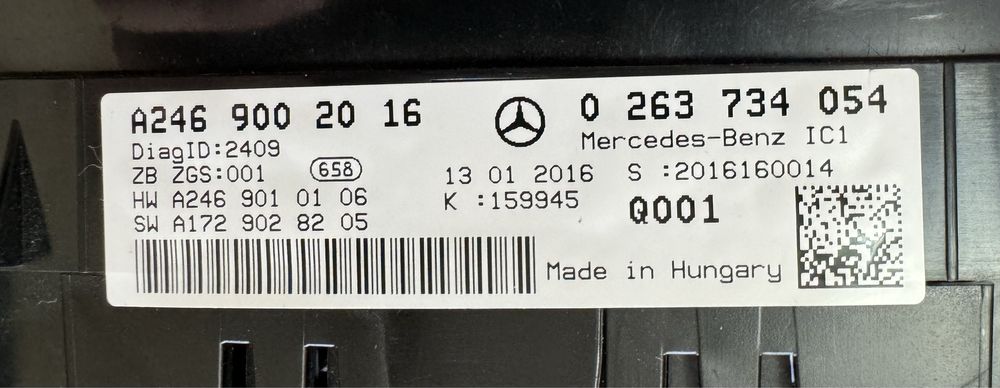 A246 900 20 16
0 263 734 054
Mercedes-Benz IC1
DiagID:2409
ZB ZGS:001 658
13 01 2016 S :2016160014
HW A246 901 01 06
K :159945
Q001
SW A172 902 82 05
Made in Hungary